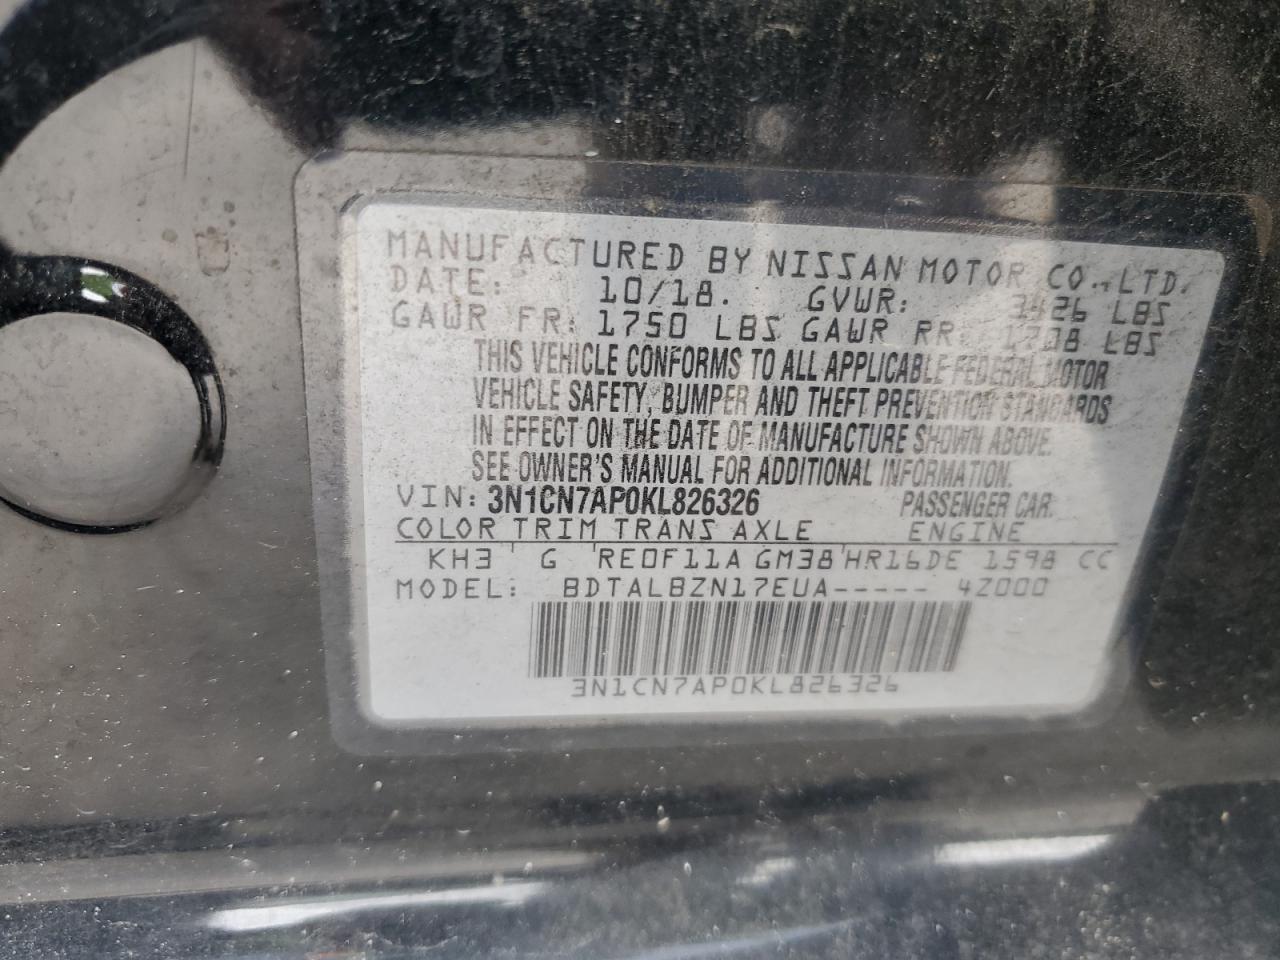 MANUFACTURED BY NISSAN MOTOR CO., LTD.
DATE: 10/18. GVWR: 3426 LBS
GAWR FR: 1750 LBS GAWR RR: 1708 LBS
THIS VEHICLE CONFORMS TO ALL APPLICABLE FEDERAL MOTOR
VEHICLE SAFETY, BUMPER AND THEFT PREVENTION STANDARDS
IN EFFECT ON THE DATE OF MANUFACTURE SHOWN ABOVE.
SEE OWNER'S MANUAL FOR ADDITIONAL INFORMATION.
VIN: 3N1CN7AP0KL826326 PASSENGER CAR.
COLOR TRIM TRANS AXLE ENGINE
KH3 ' G ' RE0F11A GM38 ' HR16DE 1598 CC
MODEL: BDTALBZN17EUA----- 4Z000
3N1CN7AP0KL826326